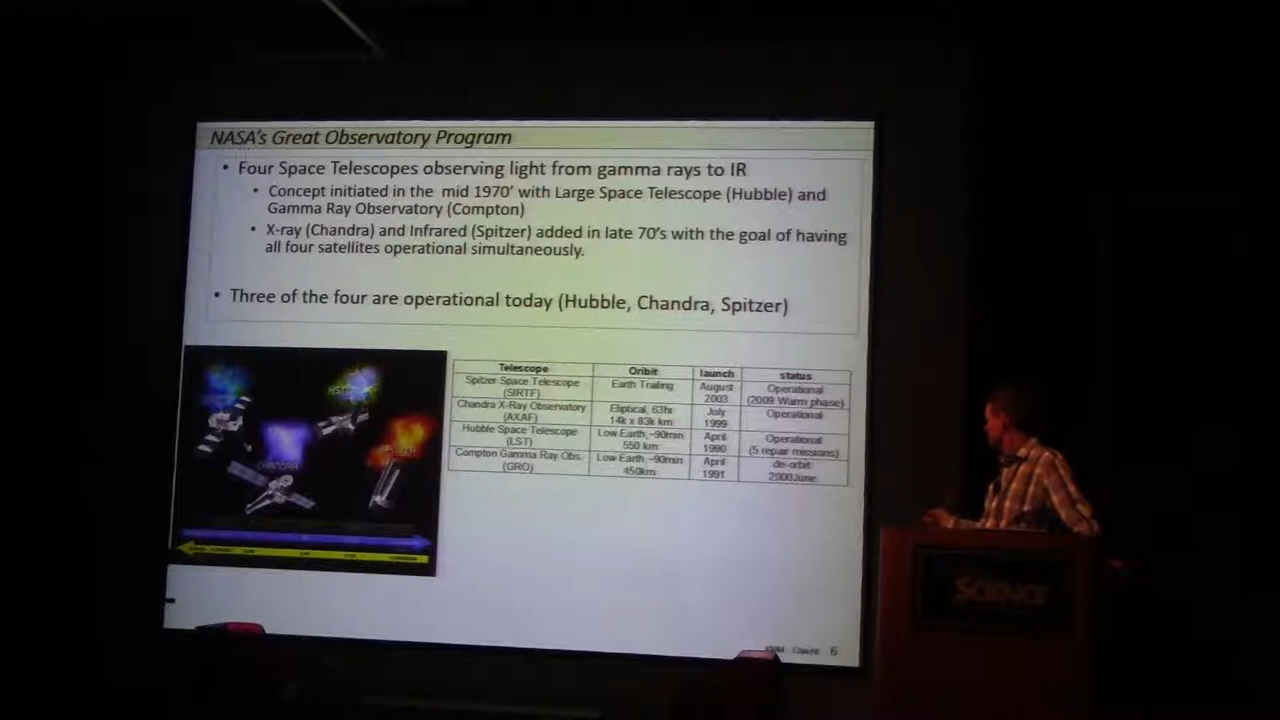 NASA's Great Observatory Program
• Four Space Telescopes observing light from gamma rays to IR
• Concept initiated in the mid 1970' with Large Space Telescope (Hubble) and
Gamma Ray Observatory (Compton)
• X-ray (Chandra) and Infrared (Spitzer) added in late 70's with the goal of having
all four satellites operational simultaneously.
• Three of the four are operational today (Hubble, Chandra, Spitzer)
CHANDRA
Telescope Oribit launch status
Spitzer Space Telescope
(SIRTF)
Earth Trailing
August
2003
Operational
(2009 Warm phase)
Chandra X-Ray Observatory
(AXAF)
Eliptical, 63hr
14k x 83k km
July
1999
Operational
Hubble Space Telescope
(LST)
Low Earth, ~90min
550 km
April
1990
Operational
(5 repair missions)
Compton Gamma Ray Obs.
(GRO)
Low Earth, ~90min
450km
April
1991
de-orbit
2000June
6
SCIENCE